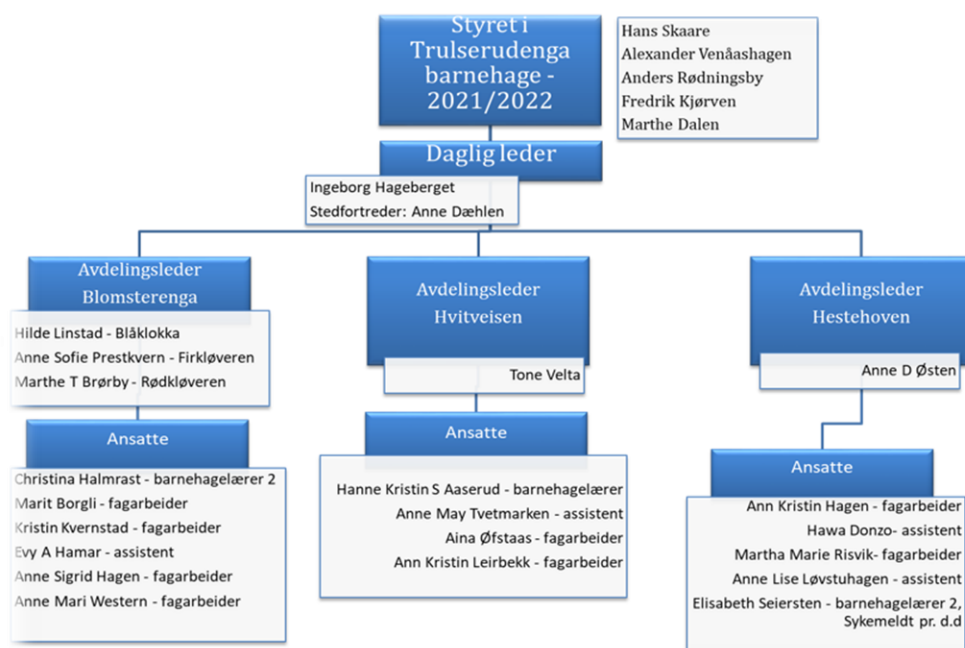 Styret i
Trulserudenga
barnehage -
2021/2022
Hans Skaare
Alexander Venåashagen
Anders Rødningsby
Fredrik Kjørven
Marthe Dalen
Daglig leder
Ingeborg Hageberget
Stedfortreder: Anne Dæhlen
Avdelingsleder
Blomsterenga
Hilde Linstad - Blåklokka
Anne Sofie Prestkvern - Firkløveren
Marthe T Brørby - Rødkløveren
Ansatte
Christina Halmrast - barnehagelærer 2
Marit Borgli - fagarbeider
Kristin Kvernstad - fagarbeider
Evy A Hamar - assistent
Anne Sigrid Hagen - fagarbeider
Anne Mari Western - fagarbeider
Avdelingsleder
Hvitveisen
Tone Velta
Ansatte
Hanne Kristin S Aaserud - barnehagelærer
Anne May Tvetmarken - assistent
Aina Øfstaas - fagarbeider
Ann Kristin Leirbekk - fagarbeider
Avdelingsleder
Hestehoven
Anne D Østen
Ansatte
Ann Kristin Hagen - fagarbeider
Hawa Donzo- assistent
Martha Marie Risvik- fagarbeider
Anne Lise Løvstuhagen - assistent
Elisabeth Seiersten - barnehagelærer 2,
Sykemeldt pr. d.d